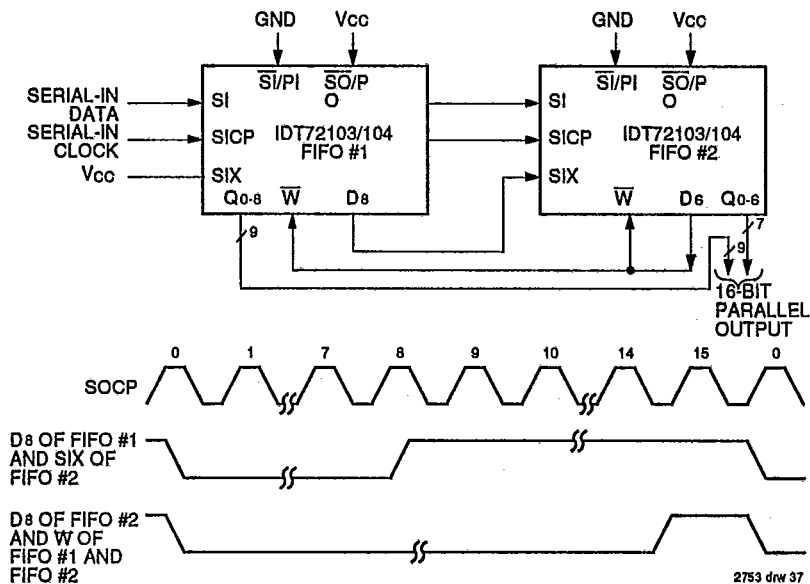 GND Vcc GND Vcc
SI/PI SO/P SI/PI SO/P
O O
SERIAL-IN DATA SI SI
SERIAL-IN CLOCK SICP IDT72103/104 SICP IDT72103/104
FIFO #1 FIFO #2
Vcc SIX SIX
Q0-8 W D8 W D6 Q0-6
9 9 7
16-BIT
PARALLEL
OUTPUT
0 1 7 8 9 10 14 15 0
SOCP
D8 OF FIFO #1
AND SIX OF
FIFO #2
D8 OF FIFO #2
AND W OF
FIFO #1 AND
FIFO #2
2753 drw 37